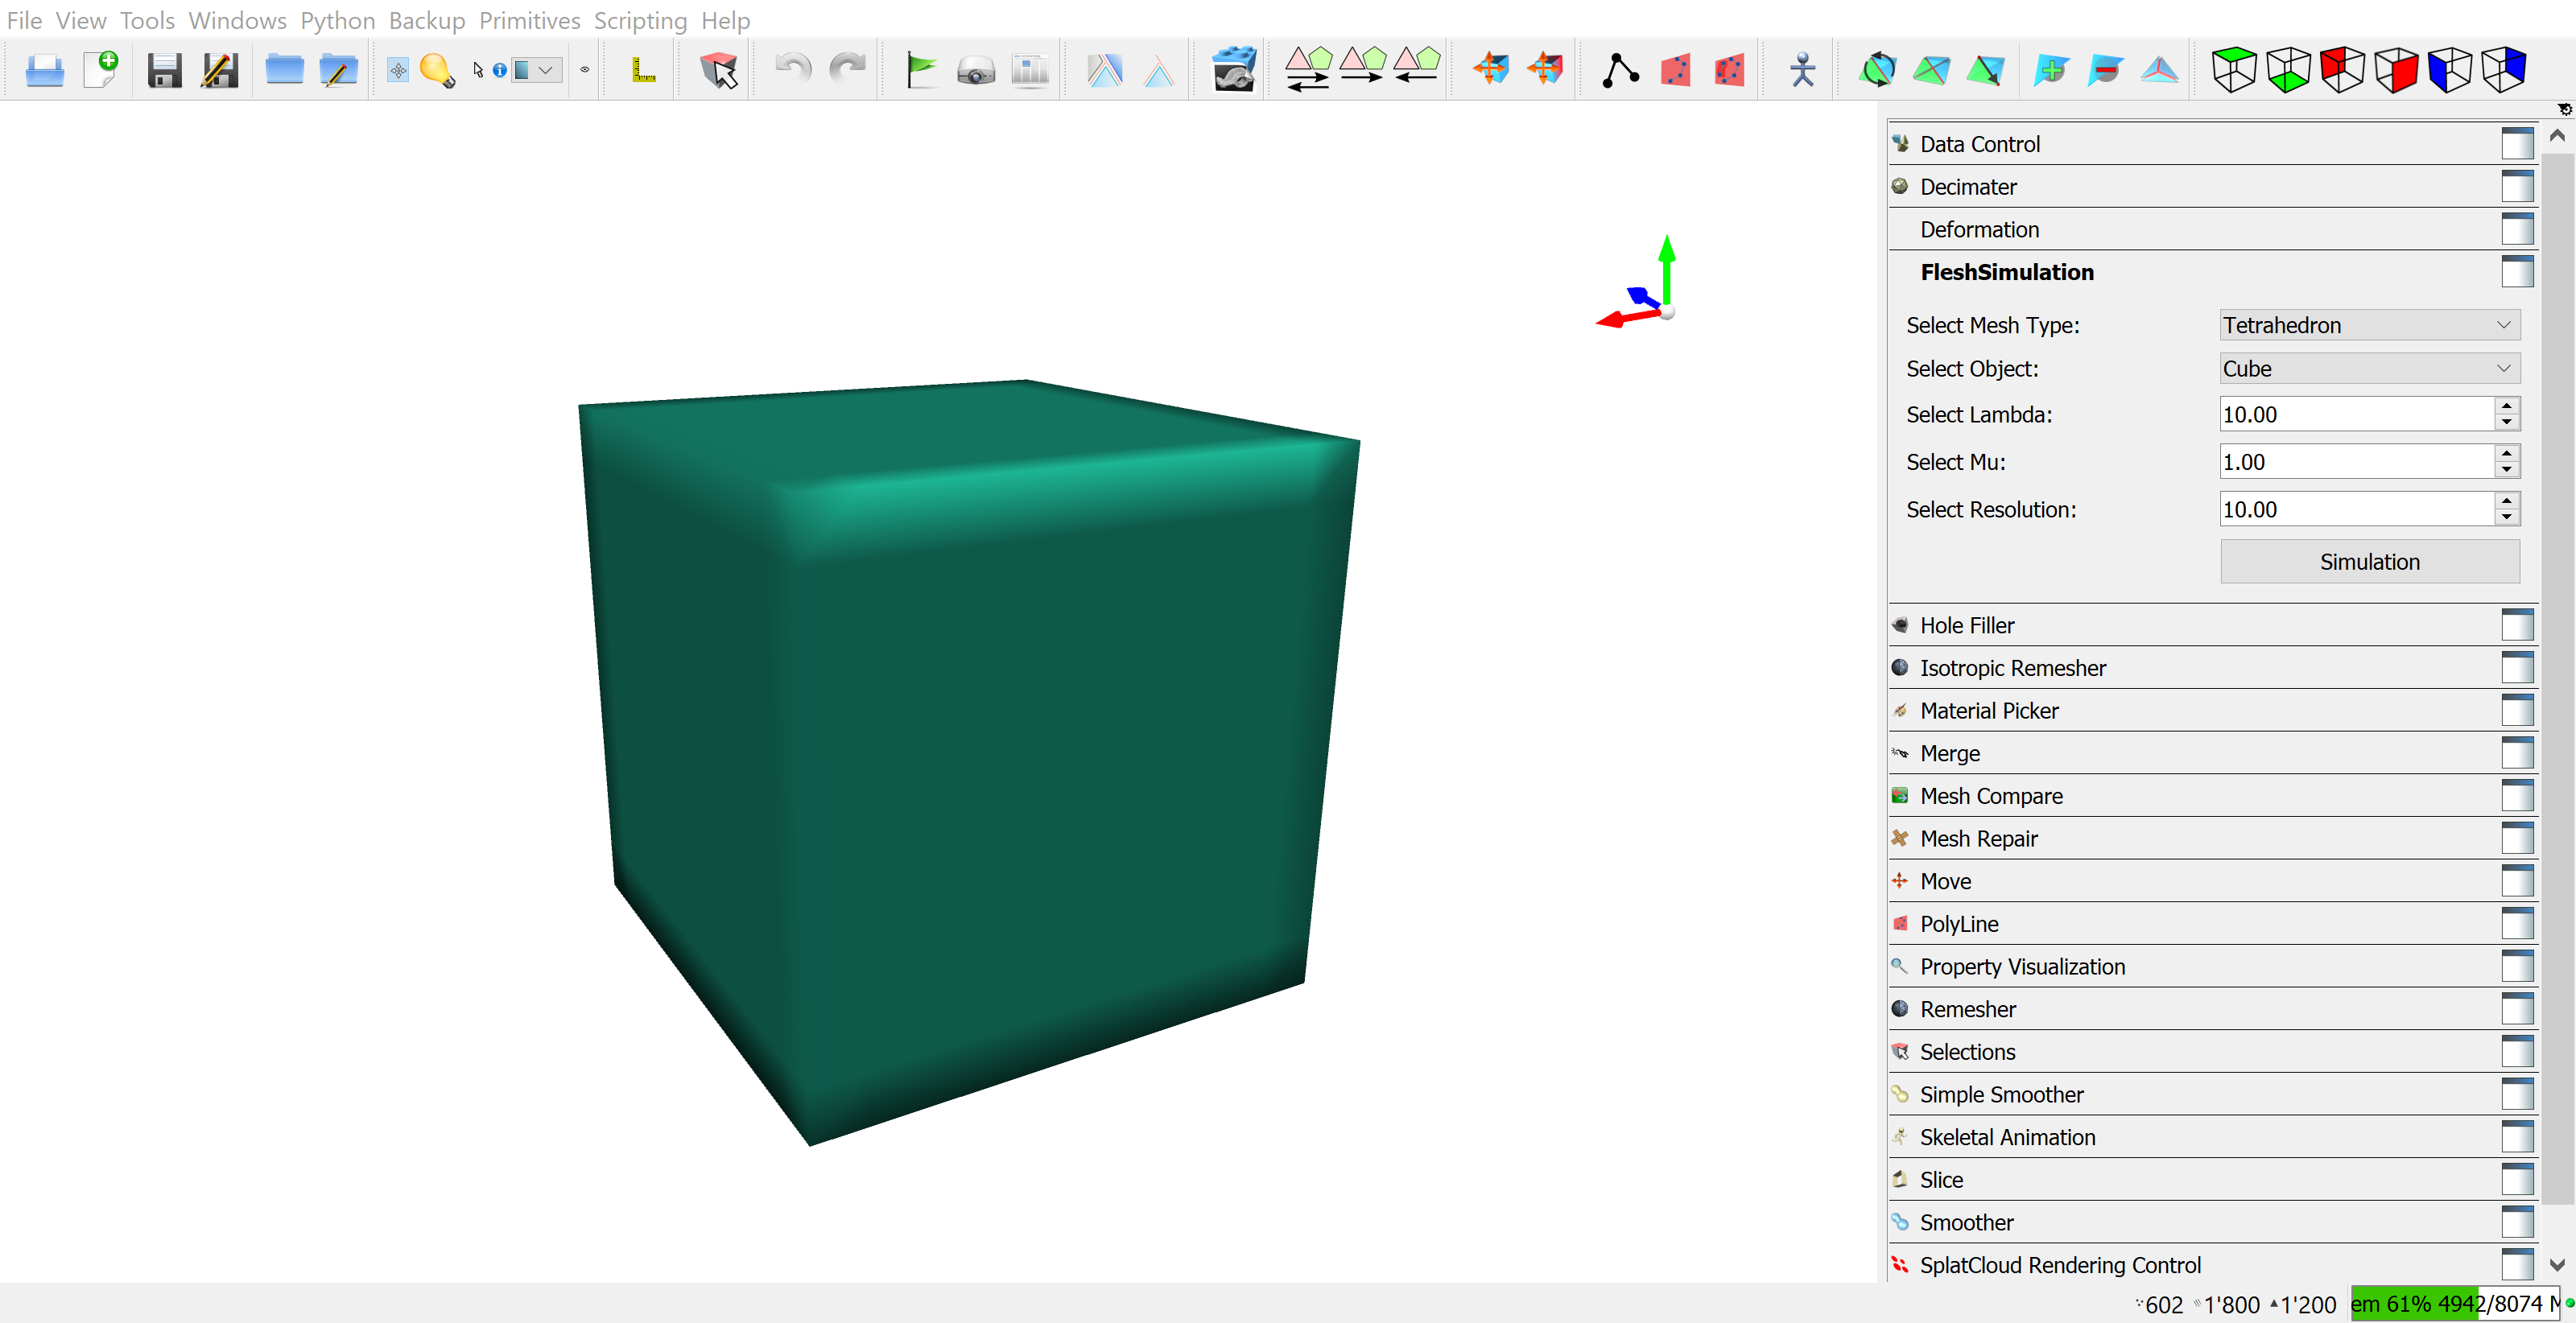 File View Tools Windows Python Backup Primitives Scripting Help
Data Control
Decimater
Deformation
FleshSimulation
Select Mesh Type: Tetrahedron
Select Object: Cube
Select Lambda: 10.00
Select Mu: 1.00
Select Resolution: 10.00
Simulation
Hole Filler
Isotropic Remesher
Material Picker
Merge
Mesh Compare
Mesh Repair
Move
PolyLine
Property Visualization
Remesher
Selections
Simple Smoother
Skeletal Animation
Slice
Smoother
SplatCloud Rendering Control
602 1'800 1'200 em 61% 4942/8074 M